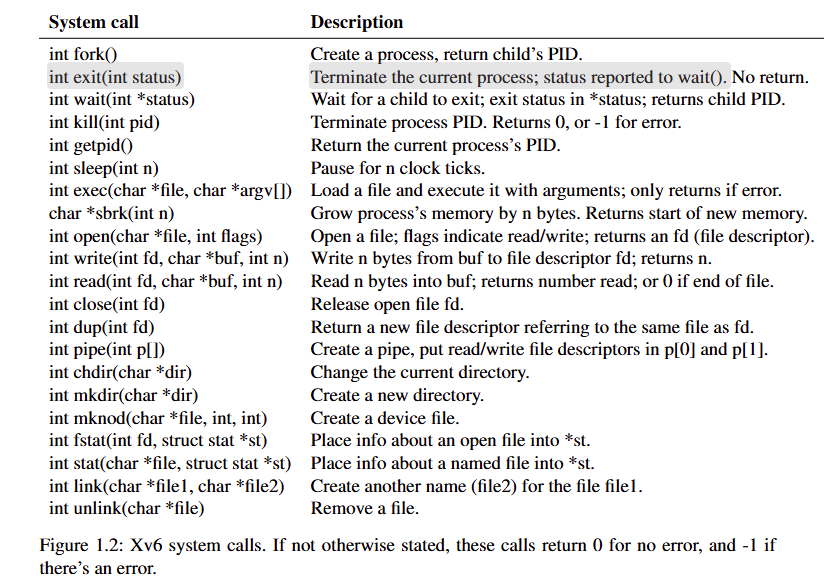 System call Description
int fork() Create a process, return child’s PID.
int exit(int status) Terminate the current process; status reported to wait(). No return.
int wait(int *status) Wait for a child to exit; exit status in *status; returns child PID.
int kill(int pid) Terminate process PID. Returns 0, or -1 for error.
int getpid() Return the current process’s PID.
int sleep(int n) Pause for n clock ticks.
int exec(char *file, char *argv[]) Load a file and execute it with arguments; only returns if error.
char *sbrk(int n) Grow process’s memory by n bytes. Returns start of new memory.
int open(char *file, int flags) Open a file; flags indicate read/write; returns an fd (file descriptor).
int write(int fd, char *buf, int n) Write n bytes from buf to file descriptor fd; returns n.
int read(int fd, char *buf, int n) Read n bytes into buf; returns number read; or 0 if end of file.
int close(int fd) Release open file fd.
int dup(int fd) Return a new file descriptor referring to the same file as fd.
int pipe(int p[]) Create a pipe, put read/write file descriptors in p[0] and p[1].
int chdir(char *dir) Change the current directory.
int mkdir(char *dir) Create a new directory.
int mknod(char *file, int, int) Create a device file.
int fstat(int fd, struct stat *st) Place info about an open file into *st.
int stat(char *file, struct stat *st) Place info about a named file into *st.
int link(char *file1, char *file2) Create another name (file2) for the file file1.
int unlink(char *file) Remove a file.
Figure 1.2: Xv6 system calls. If not otherwise stated, these calls return 0 for no error, and -1 if
there’s an error.